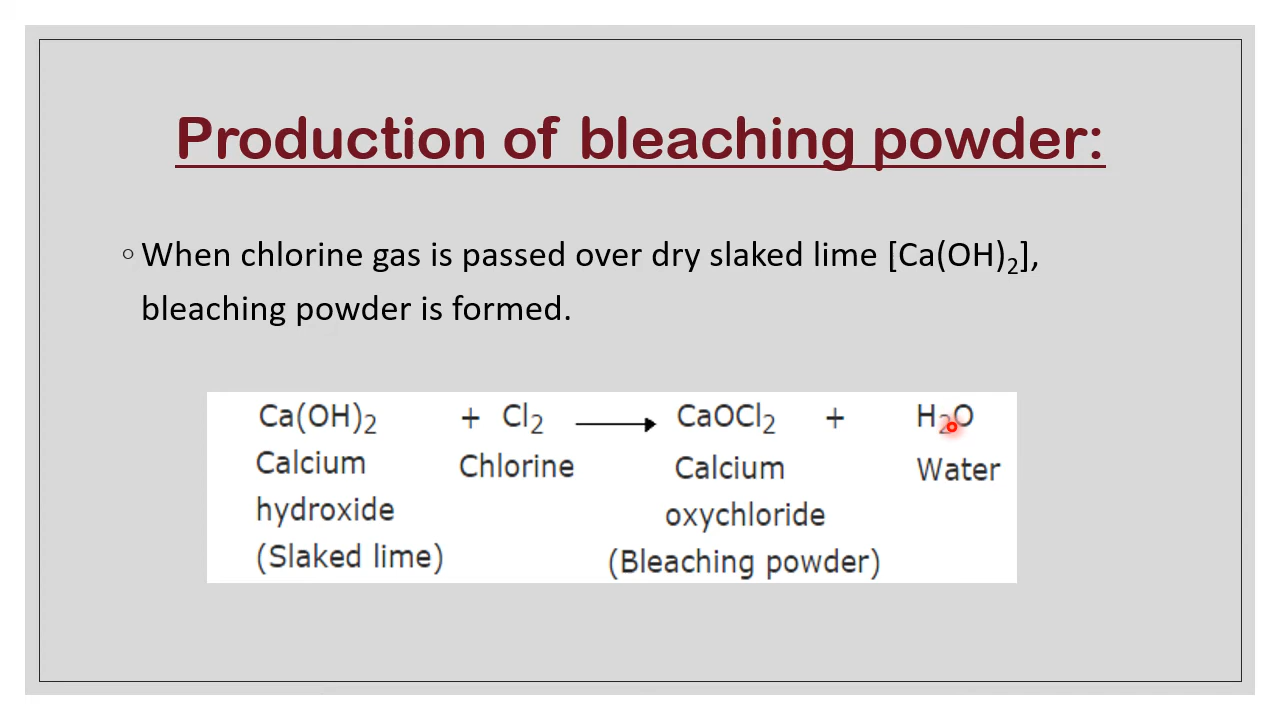 Production of bleaching powder:
◦ When chlorine gas is passed over dry slaked lime [Ca(OH)₂],
bleaching powder is formed.
Ca(OH)₂ + Cl₂ ⟶ CaOCl₂ + H₂O
Calcium Chlorine Calcium Water
hydroxide oxychloride
(Slaked lime) (Bleaching powder)